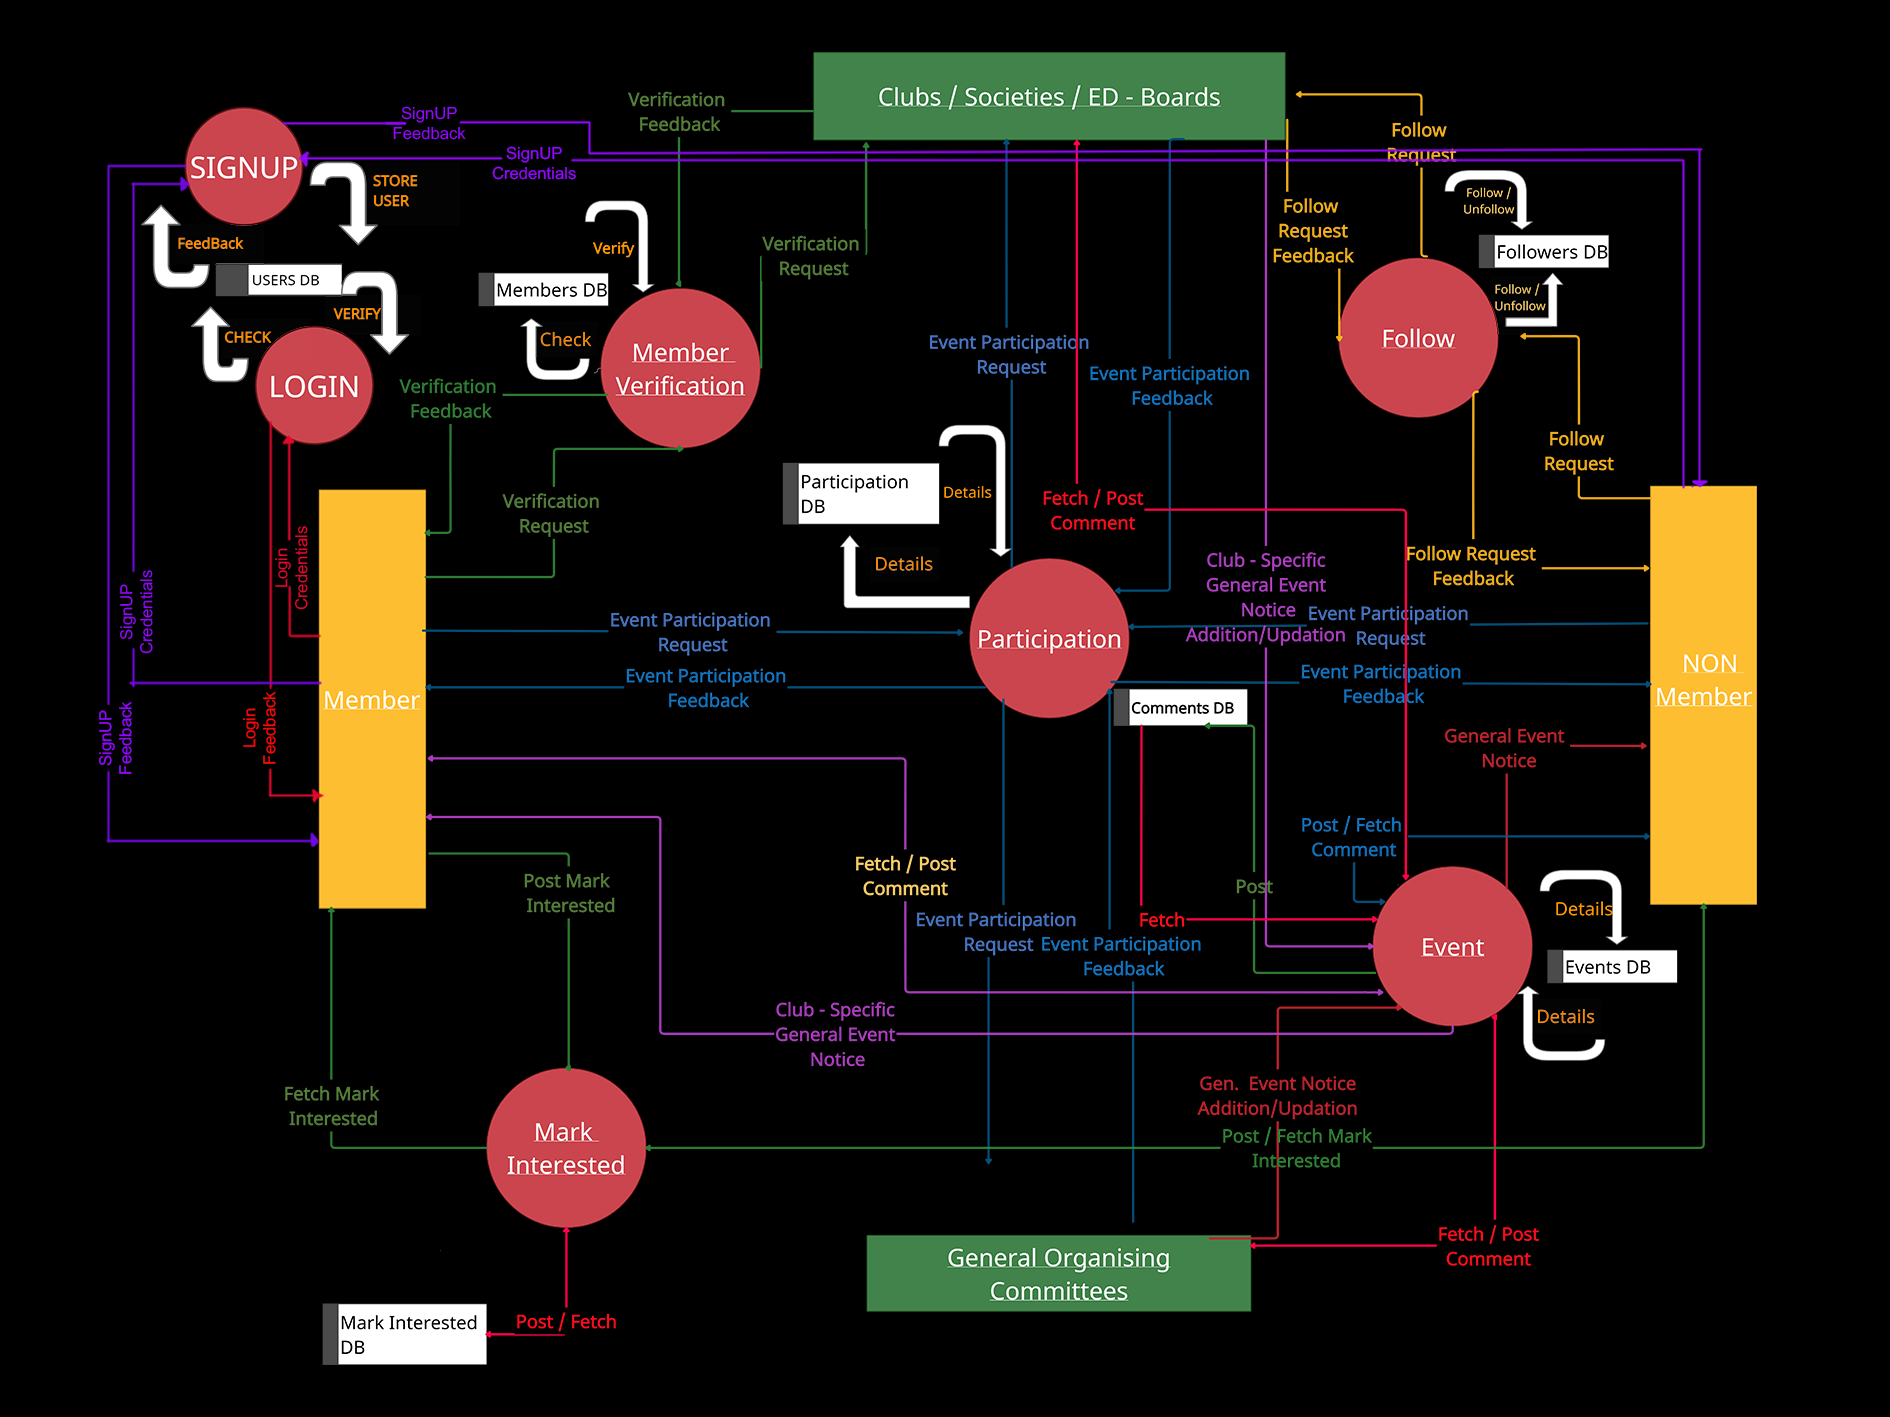 Clubs / Societies / ED - Boards
Verification
Feedback
SignUP
Feedback
SignUP
Credentials
Follow
Request
SIGNUP
STORE
USER
FeedBack
USERS DB
VERIFY
CHECK
LOGIN
Verify
Members DB
Check
Member
Verification
Verification
Request
Follow
Request
Feedback
Follow /
Unfollow
Followers DB
Follow /
Unfollow
Follow
Event Participation
Request
Event Participation
Feedback
Verification
Feedback
Verification
Request
Follow
Request
Participation
DB
Details
Details
Fetch / Post
Comment
Club - Specific
General Event
Notice
Addition/Updation
Follow Request
Feedback
Login
Credentials
SignUP
Credentials
SignUP
Feedback
Login
Feedback
Member
Event Participation
Request
Event Participation
Feedback
Participation
Event Participation
Request
Event Participation
Feedback
NON
Member
Comments DB
General Event
Notice
Post / Fetch
Comment
Fetch / Post
Comment
Post Mark
Interested
Post
Fetch
Event Participation
Request
Event Participation
Feedback
Event
Details
Events DB
Details
Club - Specific
General Event
Notice
Fetch Mark
Interested
Mark
Interested
Gen.  Event Notice
Addition/Updation
Post / Fetch Mark
Interested
Fetch / Post
Comment
General Organising
Committees
Mark Interested
DB
Post / Fetch